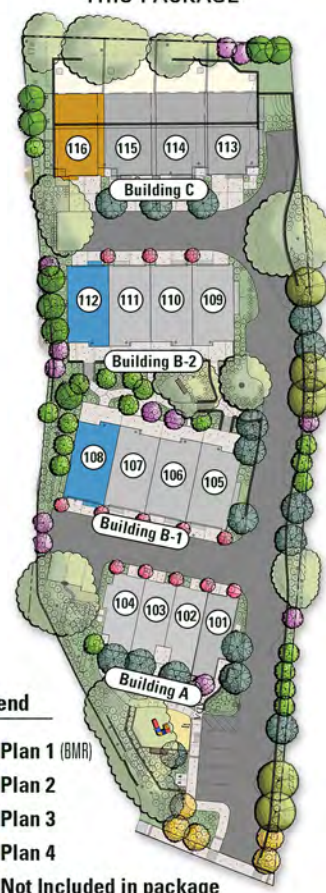 THIS PACKAGE
116 115 114 113
Building C
112 111 110 109
Building B-2
108 107 106 105
Building B-1
104 103 102 101
Building A
end
Plan 1 (BMR)
Plan 2
Plan 3
Plan 4
Not Included in package